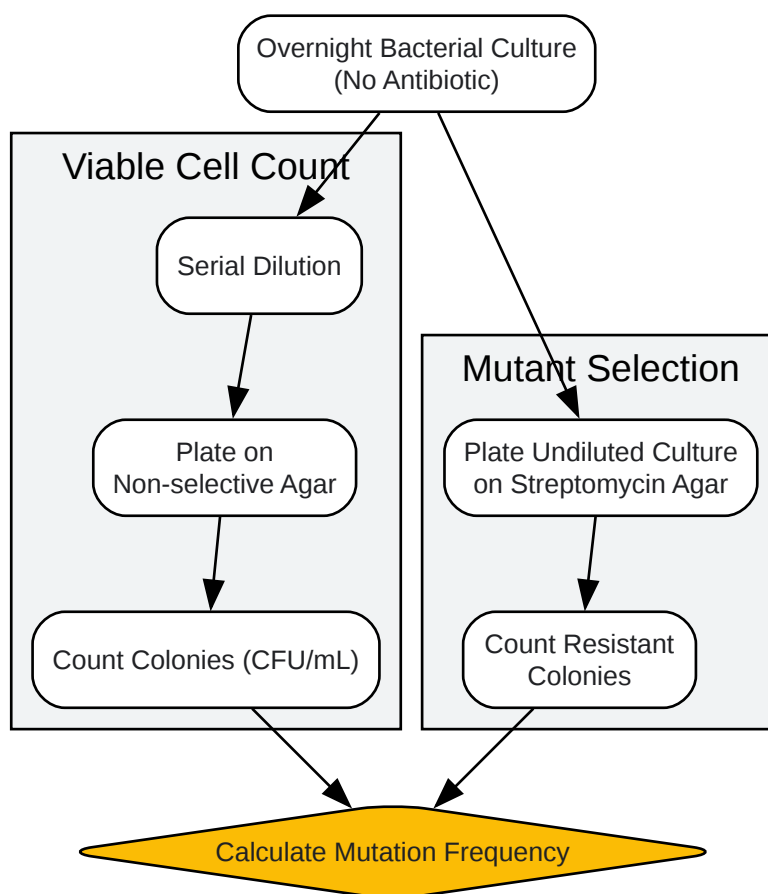 Overnight Bacterial Culture
(No Antibiotic)
Viable Cell Count
Serial Dilution
Plate on
Non-selective Agar
Count Colonies (CFU/mL)
Mutant Selection
Plate Undiluted Culture
on Streptomycin Agar
Count Resistant
Colonies
Calculate Mutation Frequency